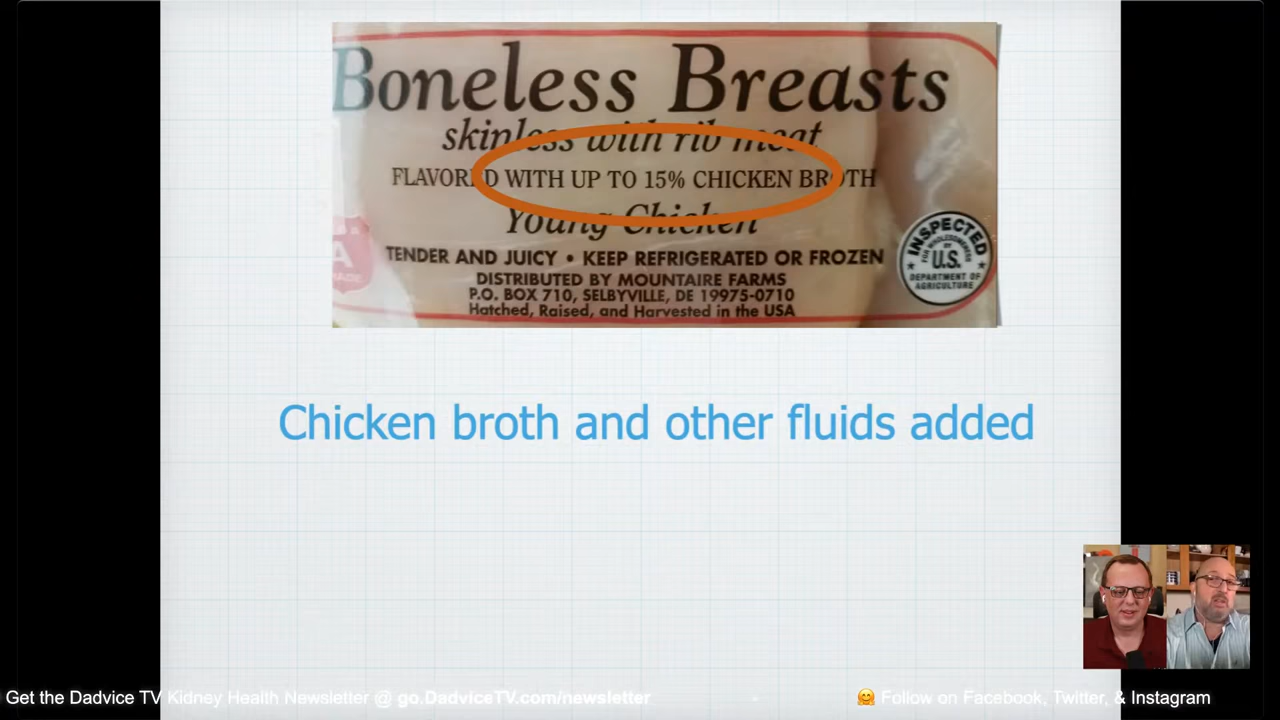 Boneless Breasts
skinless with rib meat
FLAVORED WITH UP TO 15% CHICKEN BROTH
Young Chicken
TENDER AND JUICY • KEEP REFRIGERATED OR FROZEN
DISTRIBUTED BY MOUNTAIRE FARMS
P.O. BOX 710, SELBYVILLE, DE 19975-0710
Hatched, Raised, and Harvested in the USA
A
INSPECTED
FOR WHOLESOMENESS
BY
U.S.
DEPARTMENT OF
AGRICULTURE
Chicken broth and other fluids added
Get the Dadvice TV Kidney Health Newsletter @ go.DadviceTV.com/newsletter
🤗 Follow on Facebook, Twitter, & Instagram